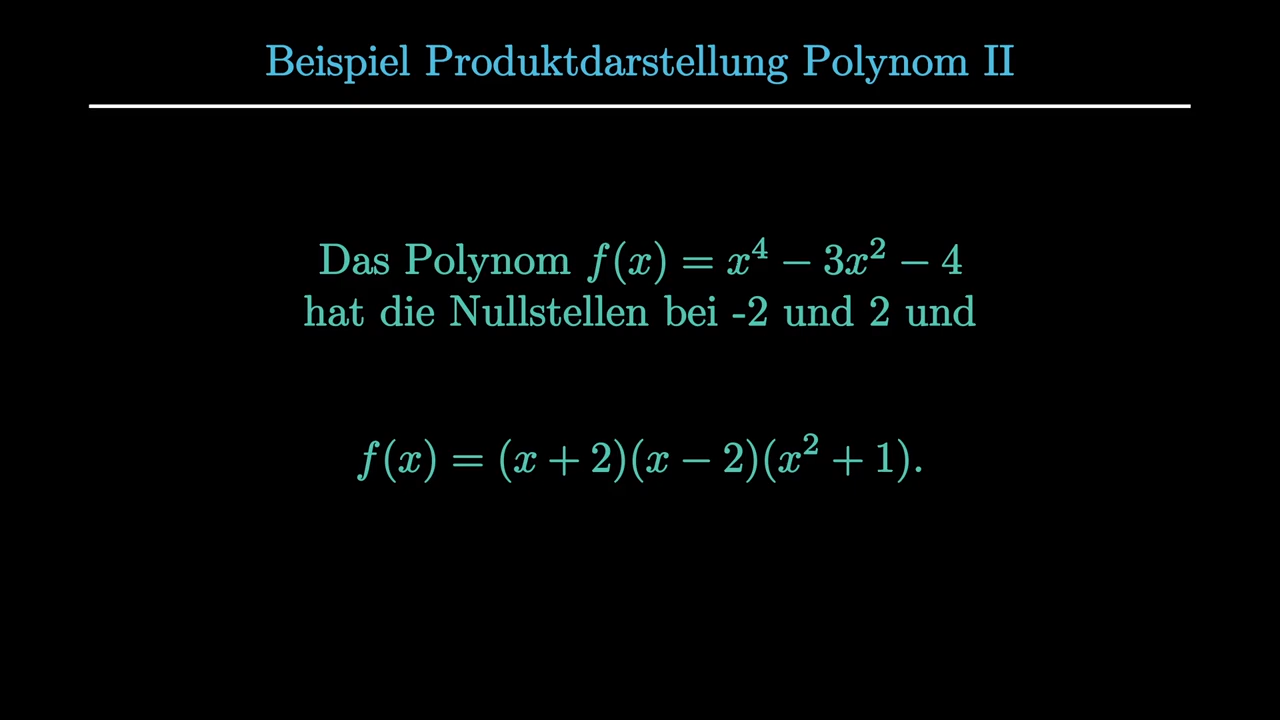 Beispiel Produktdarstellung Polynom II
Das Polynom f(x) = x⁴ − 3x² − 4
hat die Nullstellen bei -2 und 2 und
f(x) = (x + 2)(x − 2)(x² + 1).